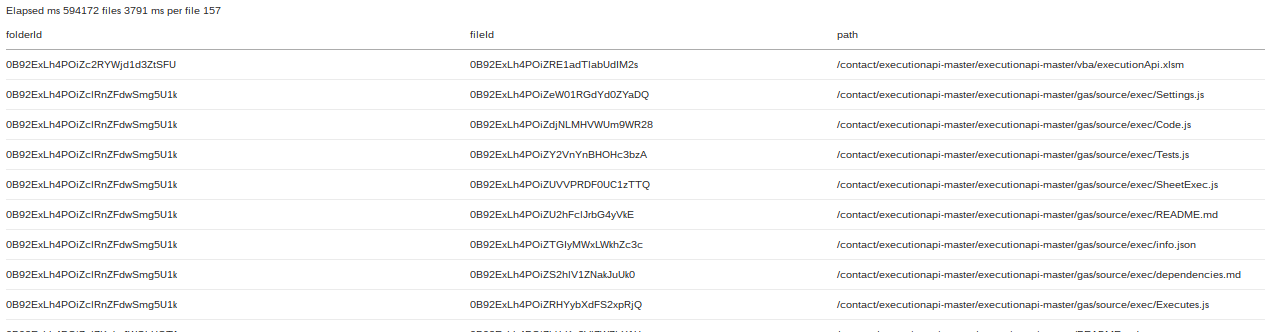 Elapsed ms 594172 files 3791 ms per file 157
folderId fileId path
0B92ExLh4POiZc2RYWjd1d3ZtSFU 0B92ExLh4POiZRE1adTlabUdIM2s /contact/executionapi-master/executionapi-master/vba/executionApi.xlsm
0B92ExLh4POiZclRnZFdwSmg5U1k 0B92ExLh4POiZeW01RGdYd0ZYaDQ /contact/executionapi-master/executionapi-master/gas/source/exec/Settings.js
0B92ExLh4POiZclRnZFdwSmg5U1k 0B92ExLh4POiZdjNLMHVWUm9WR28 /contact/executionapi-master/executionapi-master/gas/source/exec/Code.js
0B92ExLh4POiZclRnZFdwSmg5U1k 0B92ExLh4POiZY2VnYnBHOHc3bzA /contact/executionapi-master/executionapi-master/gas/source/exec/Tests.js
0B92ExLh4POiZclRnZFdwSmg5U1k 0B92ExLh4POiZUVVPRDF0UC1zTTQ /contact/executionapi-master/executionapi-master/gas/source/exec/SheetExec.js
0B92ExLh4POiZclRnZFdwSmg5U1k 0B92ExLh4POiZU2hFclJrbG4yVkE /contact/executionapi-master/executionapi-master/gas/source/exec/README.md
0B92ExLh4POiZclRnZFdwSmg5U1k 0B92ExLh4POiZTGlyMWxLWkhZc3c /contact/executionapi-master/executionapi-master/gas/source/exec/info.json
0B92ExLh4POiZclRnZFdwSmg5U1k 0B92ExLh4POiZS2hIV1ZNakJuUk0 /contact/executionapi-master/executionapi-master/gas/source/exec/dependencies.md
0B92ExLh4POiZclRnZFdwSmg5U1k 0B92ExLh4POiZRHYybXdFS2xpRjQ /contact/executionapi-master/executionapi-master/gas/source/exec/Executes.js